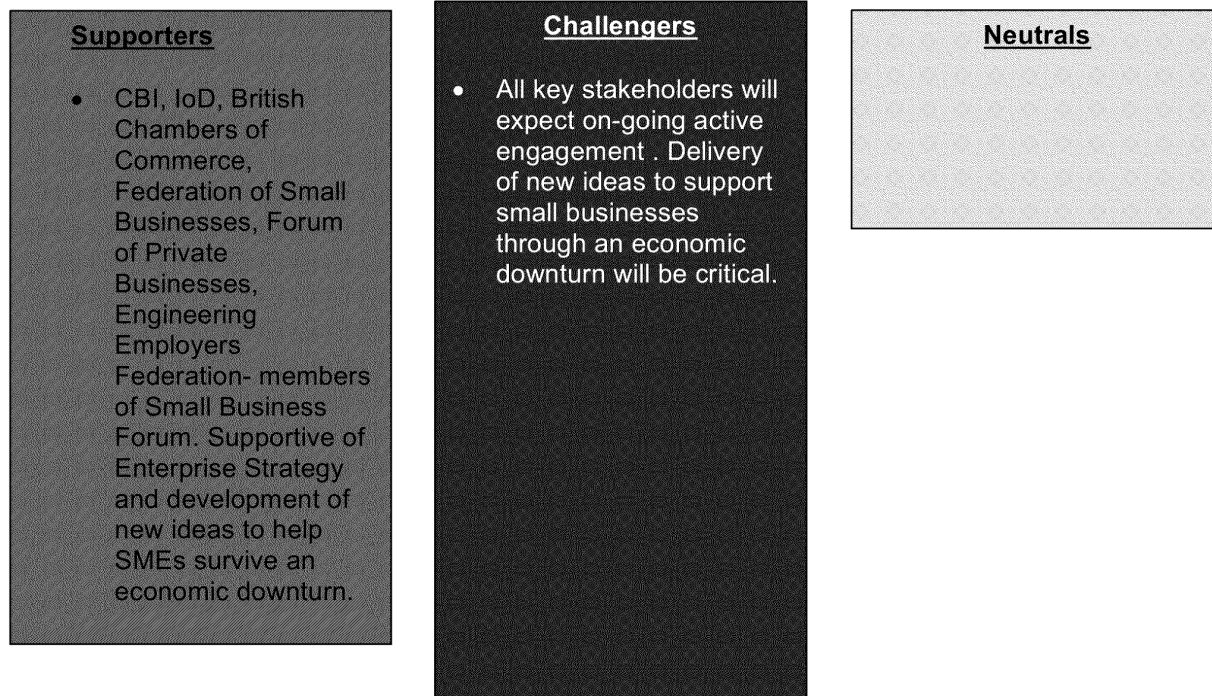 Supporters
• CBI, IoD, British
Chambers of
Commerce,
Federation of Small
Businesses, Forum
of Private
Businesses,
Engineering
Employers
Federation- members
of Small Business
Forum. Supportive of
Enterprise Strategy
and development of
new ideas to help
SMEs survive an
economic downturn.
Challengers
• All key stakeholders will
expect on-going active
engagement . Delivery
of new ideas to support
small businesses
through an economic
downturn will be critical.
Neutrals